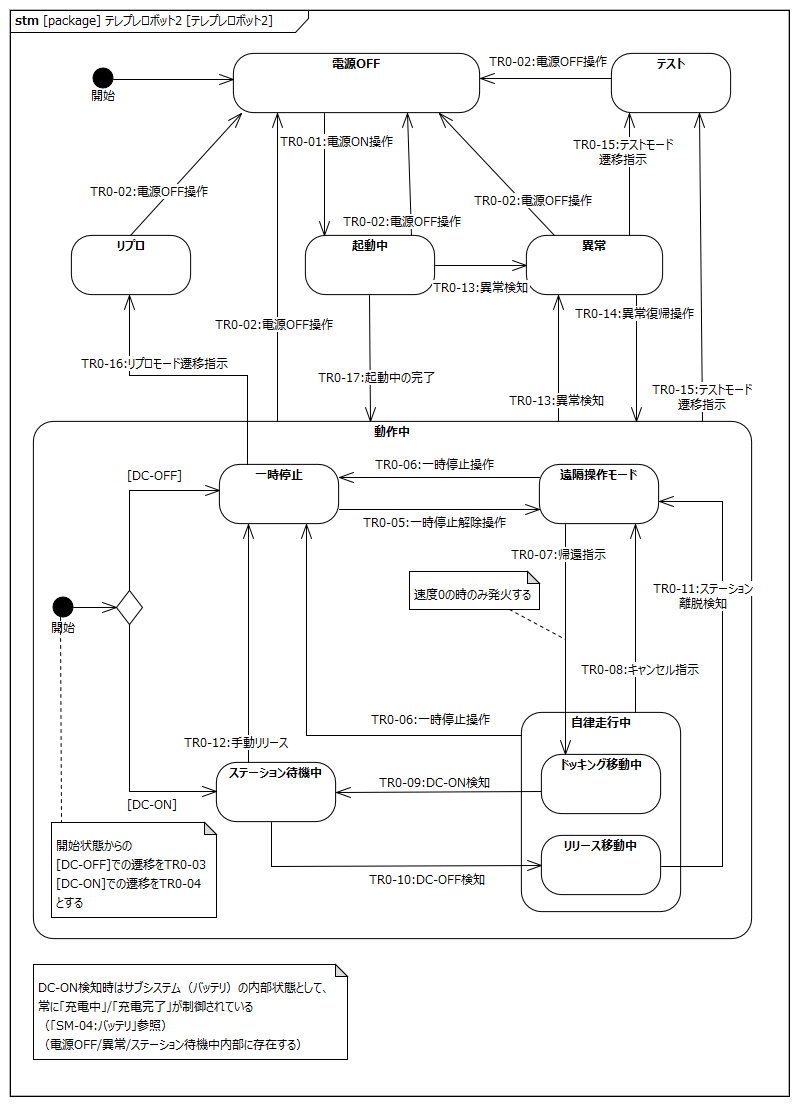 stm [package] テレプレロボット2 [テレプレロボット2]
電源OFF
テスト
開始
TR0-02:電源OFF操作
TR0-01:電源ON操作
TR0-15:テストモード
遷移指示
TR0-02:電源OFF操作
TR0-02:電源OFF操作
TR0-02:電源OFF操作
リプロ
起動中
異常
TR0-13:異常検知
TR0-02:電源OFF操作
TR0-14:異常復帰操作
TR0-16:リプロモード遷移指示
TR0-17:起動中の完了
TR0-13:異常検知
TR0-15:テストモード
遷移指示
動作中
[DC-OFF]
一時停止
TR0-06:一時停止操作
遠隔操作モード
TR0-05:一時停止解除操作
TR0-07:帰還指示
速度0の時のみ発火する
TR0-11:ステーション
離脱検知
開始
TR0-08:キャンセル指示
TR0-06:一時停止操作
自律走行中
TR0-12:手動リリース
ステーション待機中
ドッキング移動中
TR0-09:DC-ON検知
[DC-ON]
リリース移動中
TR0-10:DC-OFF検知
開始状態からの
[DC-OFF]での遷移をTR0-03
[DC-ON]での遷移をTR0-04
とする
DC-ON検知時はサブシステム（バッテリ）の内部状態として、
常に「充電中」/「充電完了」が制御されている
（「SM-04:バッテリ」参照）
（電源OFF/異常/ステーション待機中内部に存在する）